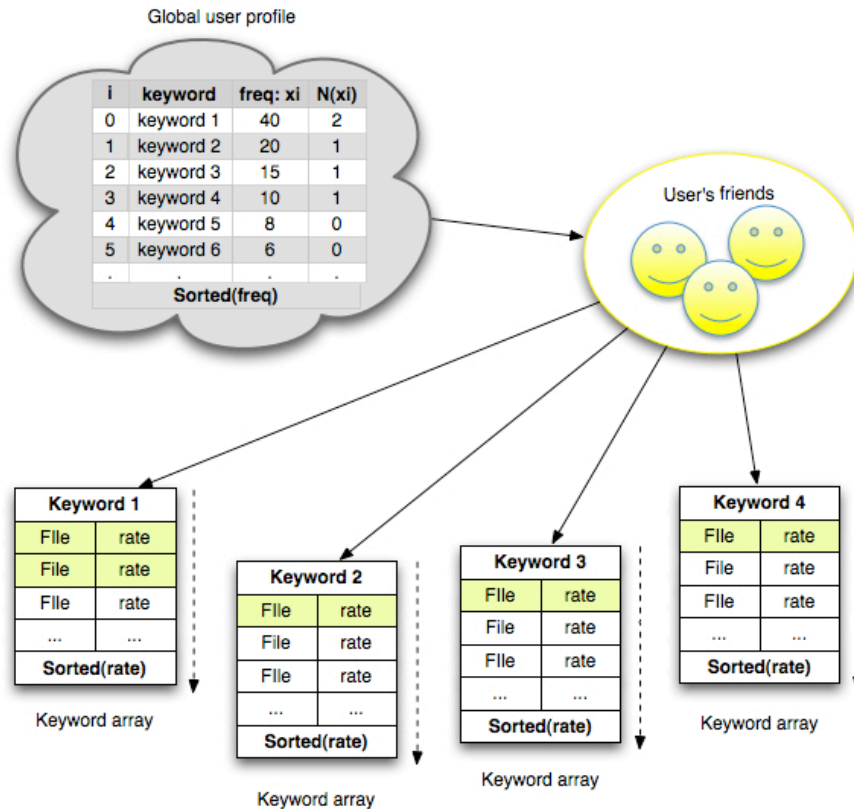 Global user profile
i keyword freq: xi N(xi)
0 keyword 1 40 2
1 keyword 2 20 1
2 keyword 3 15 1
3 keyword 4 10 1
4 keyword 5 8 0
5 keyword 6 6 0
. . . .
Sorted(freq)
User's friends
Keyword 1
FIle rate
File rate
FIle rate
... ...
Sorted(rate)
Keyword array
Keyword 2
FIle rate
File rate
FIle rate
... ...
Sorted(rate)
Keyword array
Keyword 3
FIle rate
File rate
FIle rate
... ...
Sorted(rate)
Keyword array
Keyword 4
FIle rate
File rate
FIle rate
... ...
Sorted(rate)
Keyword array